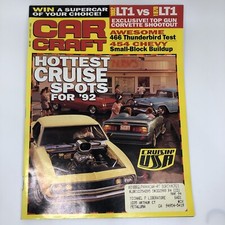 WIN A SUPERCAR
OF YOUR CHOICE!
LT1 VS LT1
EXCLUSIVE! TOP GUN
CORVETTE SHOOTOUT
CAR
CRAFT
AWESOME
466 Thunderbird Test
454 CHEVY
Small-Block Buildup
HOTTEST
CRUISE
SPOTS
FOR '92
CRUISIN'
USA